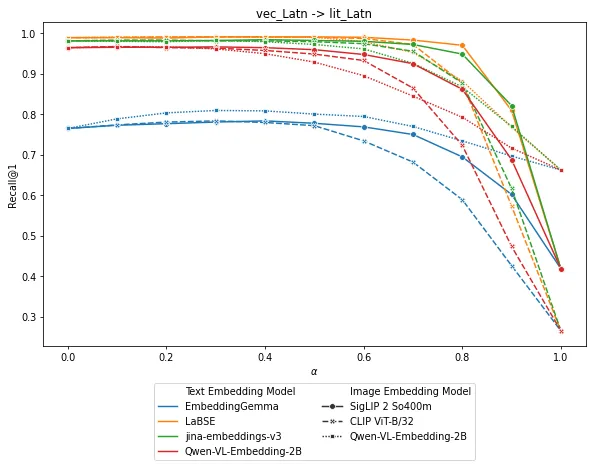 vec_Latn -> lit_Latn
Recall@1
1.0
0.9
0.8
0.7
0.6
0.5
0.4
0.3
0.0 0.2 0.4 0.6 0.8 1.0
α
Text Embedding Model Image Embedding Model
EmbeddingGemma SigLIP 2 So400m
LaBSE CLIP ViT-B/32
jina-embeddings-v3 Qwen-VL-Embedding-2B
Qwen-VL-Embedding-2B